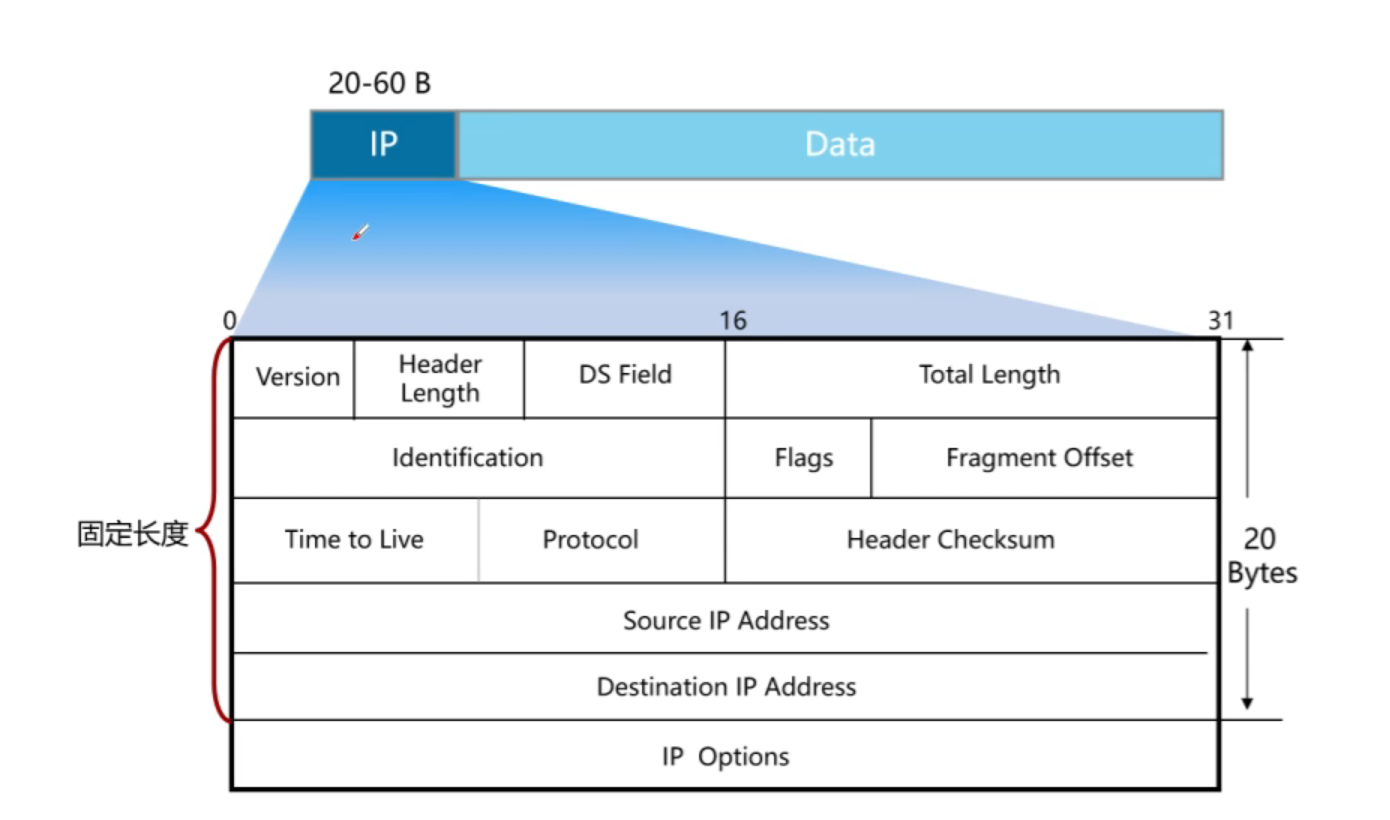 20-60 B
IP
Data
0
16
31
Version
Header
Length
DS Field
Total Length
Identification
Flags
Fragment Offset
固定长度
Time to Live
Protocol
Header Checksum
20
Bytes
Source IP Address
Destination IP Address
IP Options